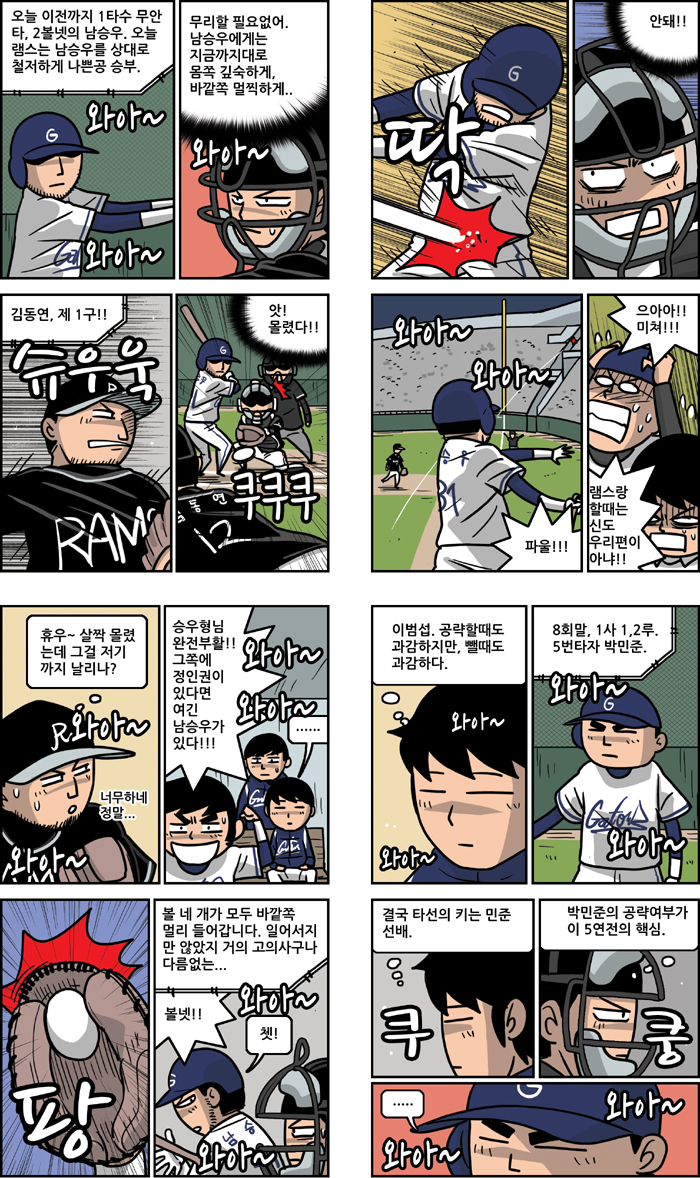 오늘 이전까지 1타수 무안
타, 2볼넷의 남승우. 오늘
램스는 남승우를 상대로
철저하게 나쁜공 승부.
G
와아~
와아~
무리할 필요없어.
남승우에게는
지금까지대로
몸쪽 깊숙하게,
바깥쪽 멀찍하게..
와아~
김동연, 제 1구!!
슈우욱
RAMS
앗!
몰렸다!!
G
쿠쿠쿠
동연
12
G
딱
안돼!!
와아~
와아~
승우
31
파울!!!
으아아!!
미쳐!!!
램스랑
할때는
신도
우리편이
아냐!!
휴우~ 살짝 몰렸
는데 그걸 저기
까지 날리나?
R
와아~
너무하네
정말...
와아~
승우형님
완전부활!!
그쪽에
정인권이
있다면
여긴
남승우가
있다!!!
와아~
와아~
......
팡
볼 네 개가 모두 바깥쪽
멀리 들어갑니다. 일어서지
만 않았지 거의 고의사구나
다름없는...
볼넷!!
와아~
쳇!
G
남승
와아~
이범섭. 공략할때도
과감하지만, 뺄때도
과감하다.
와아~
와아~
8회말, 1사 1,2루.
5번타자 박민준.
와아~
G
Gators
와아~
결국 타선의 키는 민준
선배.
쿠
박민준의 공략여부가
이 5연전의 핵심.
쿵
.....
G
와아~
와아~